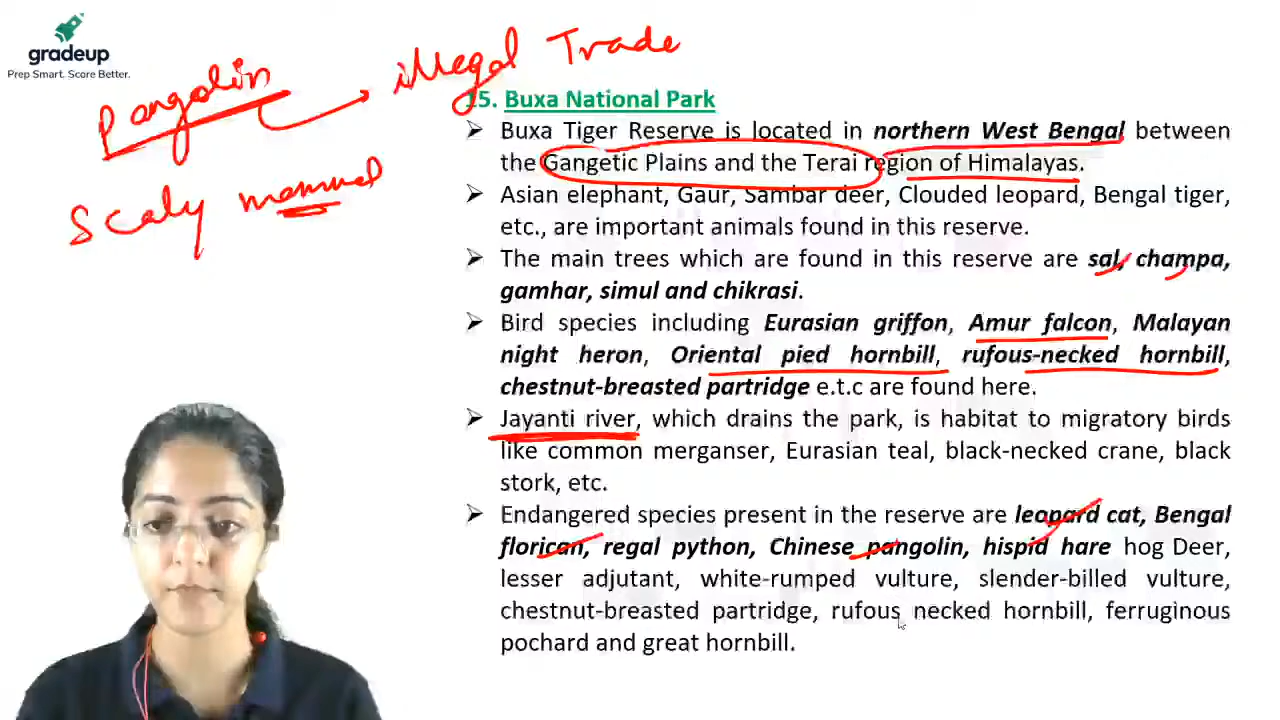 gradeup
Prep Smart. Score Better.
Pangolin
illegal Trade
Scaly mammal
15. Buxa National Park
➢ Buxa Tiger Reserve is located in northern West Bengal between
the Gangetic Plains and the Terai region of Himalayas.
➢ Asian elephant, Gaur, Sambar deer, Clouded leopard, Bengal tiger,
etc., are important animals found in this reserve.
➢ The main trees which are found in this reserve are sal, champa,
gamhar, simul and chikrasi.
➢ Bird species including Eurasian griffon, Amur falcon, Malayan
night heron, Oriental pied hornbill, rufous-necked hornbill,
chestnut-breasted partridge e.t.c are found here.
➢ Jayanti river, which drains the park, is habitat to migratory birds
like common merganser, Eurasian teal, black-necked crane, black
stork, etc.
➢ Endangered species present in the reserve are leopard cat, Bengal
florican, regal python, Chinese pangolin, hispid hare hog Deer,
lesser adjutant, white-rumped vulture, slender-billed vulture,
chestnut-breasted partridge, rufous necked hornbill, ferruginous
pochard and great hornbill.